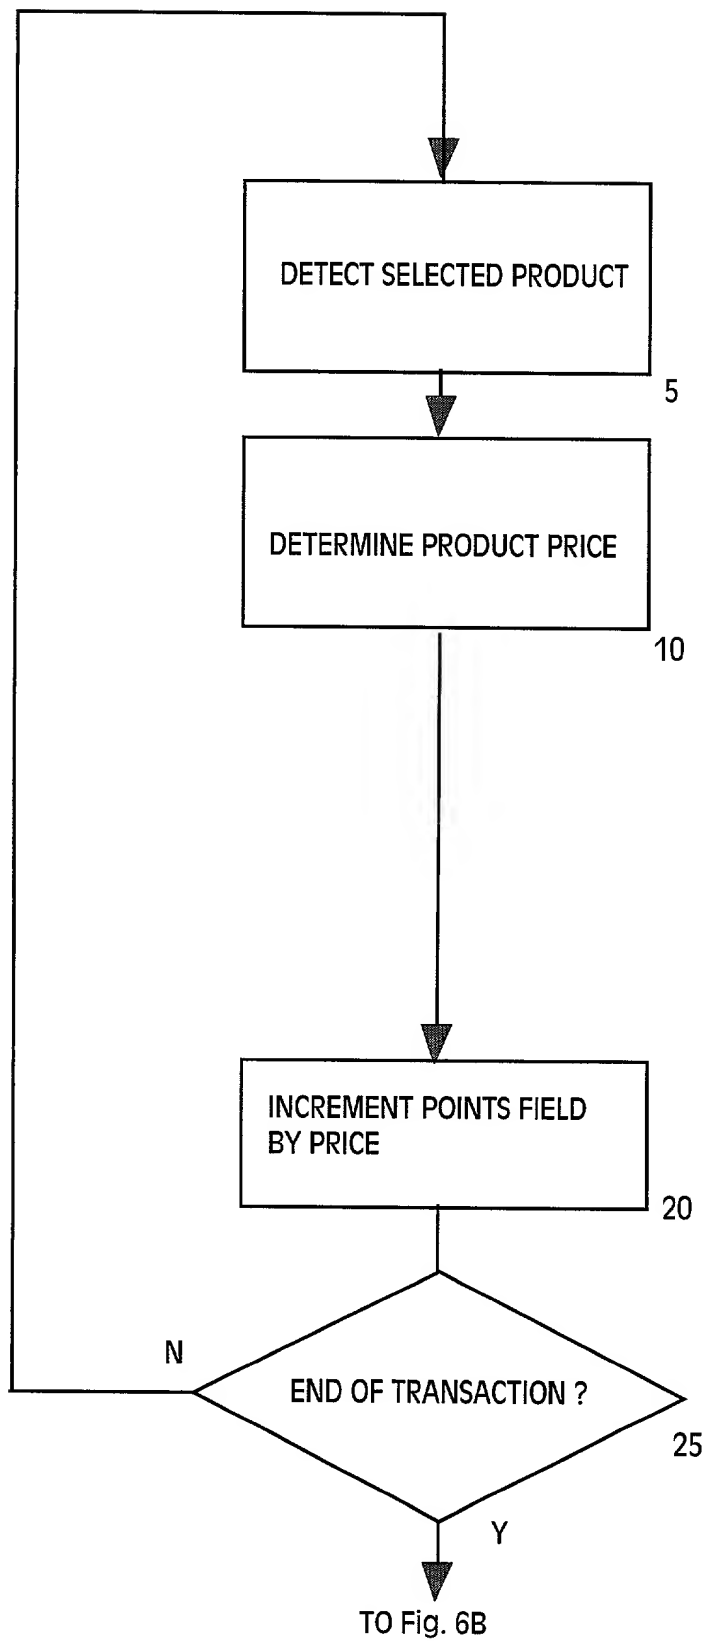 DETECT SELECTED PRODUCT
5
DETERMINE PRODUCT PRICE
10
INCREMENT POINTS FIELD
BY PRICE
20
N
END OF TRANSACTION ?
25
Y
TO Fig. 6B